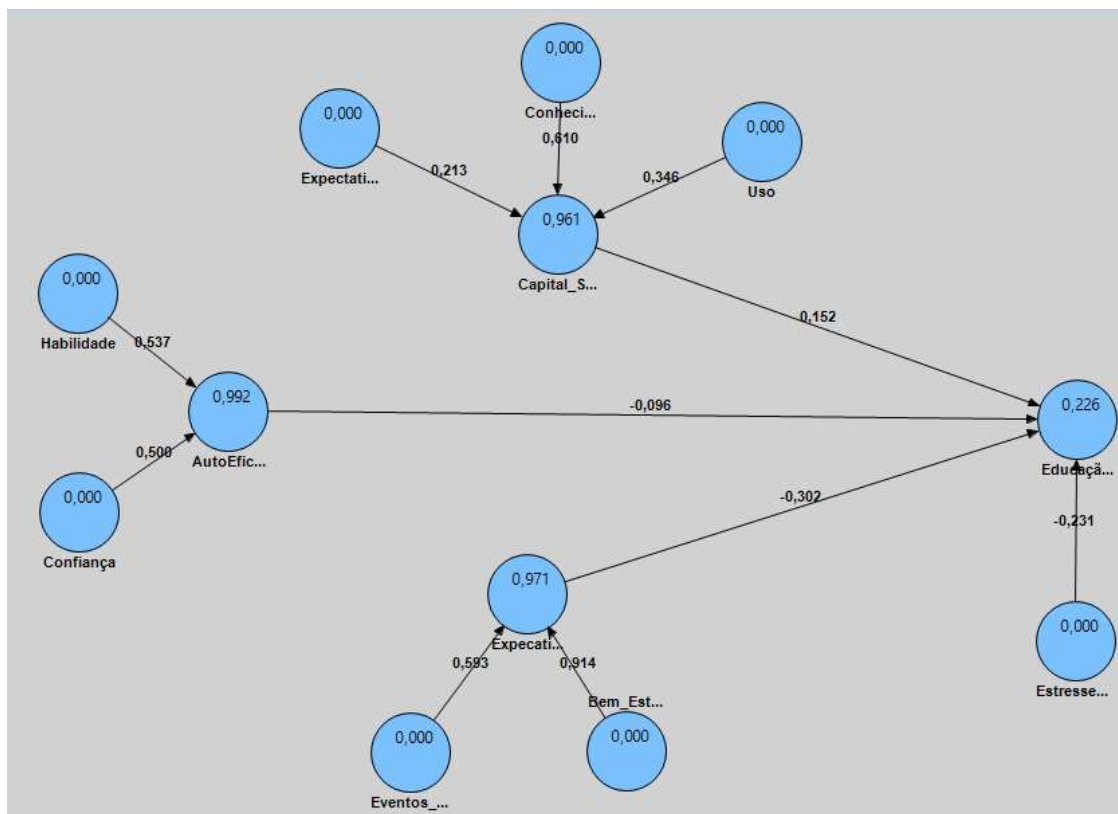 0,000
Conheci...
0,000
Expectati...
0,000
Uso
0,610
0,213
0,346
0,961
Capital_S...
0,000
Habilidade
0,537
0,152
0,992
AutoEfic...
-0,096
0,226
Educaçã...
0,500
0,000
Confiança
-0,302
-0,231
0,971
Expecati...
0,000
Estresse...
0,593
0,914
Bem_Est...
0,000
Eventos_...
0,000